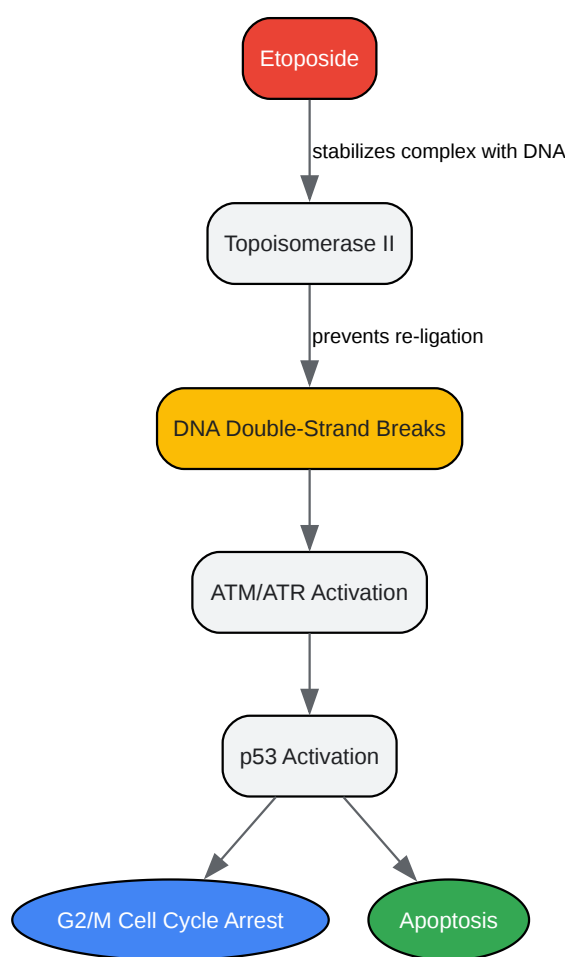 Etoposide
stabilizes complex with DNA
Topoisomerase II
prevents re-ligation
DNA Double-Strand Breaks
ATM/ATR Activation
p53 Activation
G2/M Cell Cycle Arrest
Apoptosis